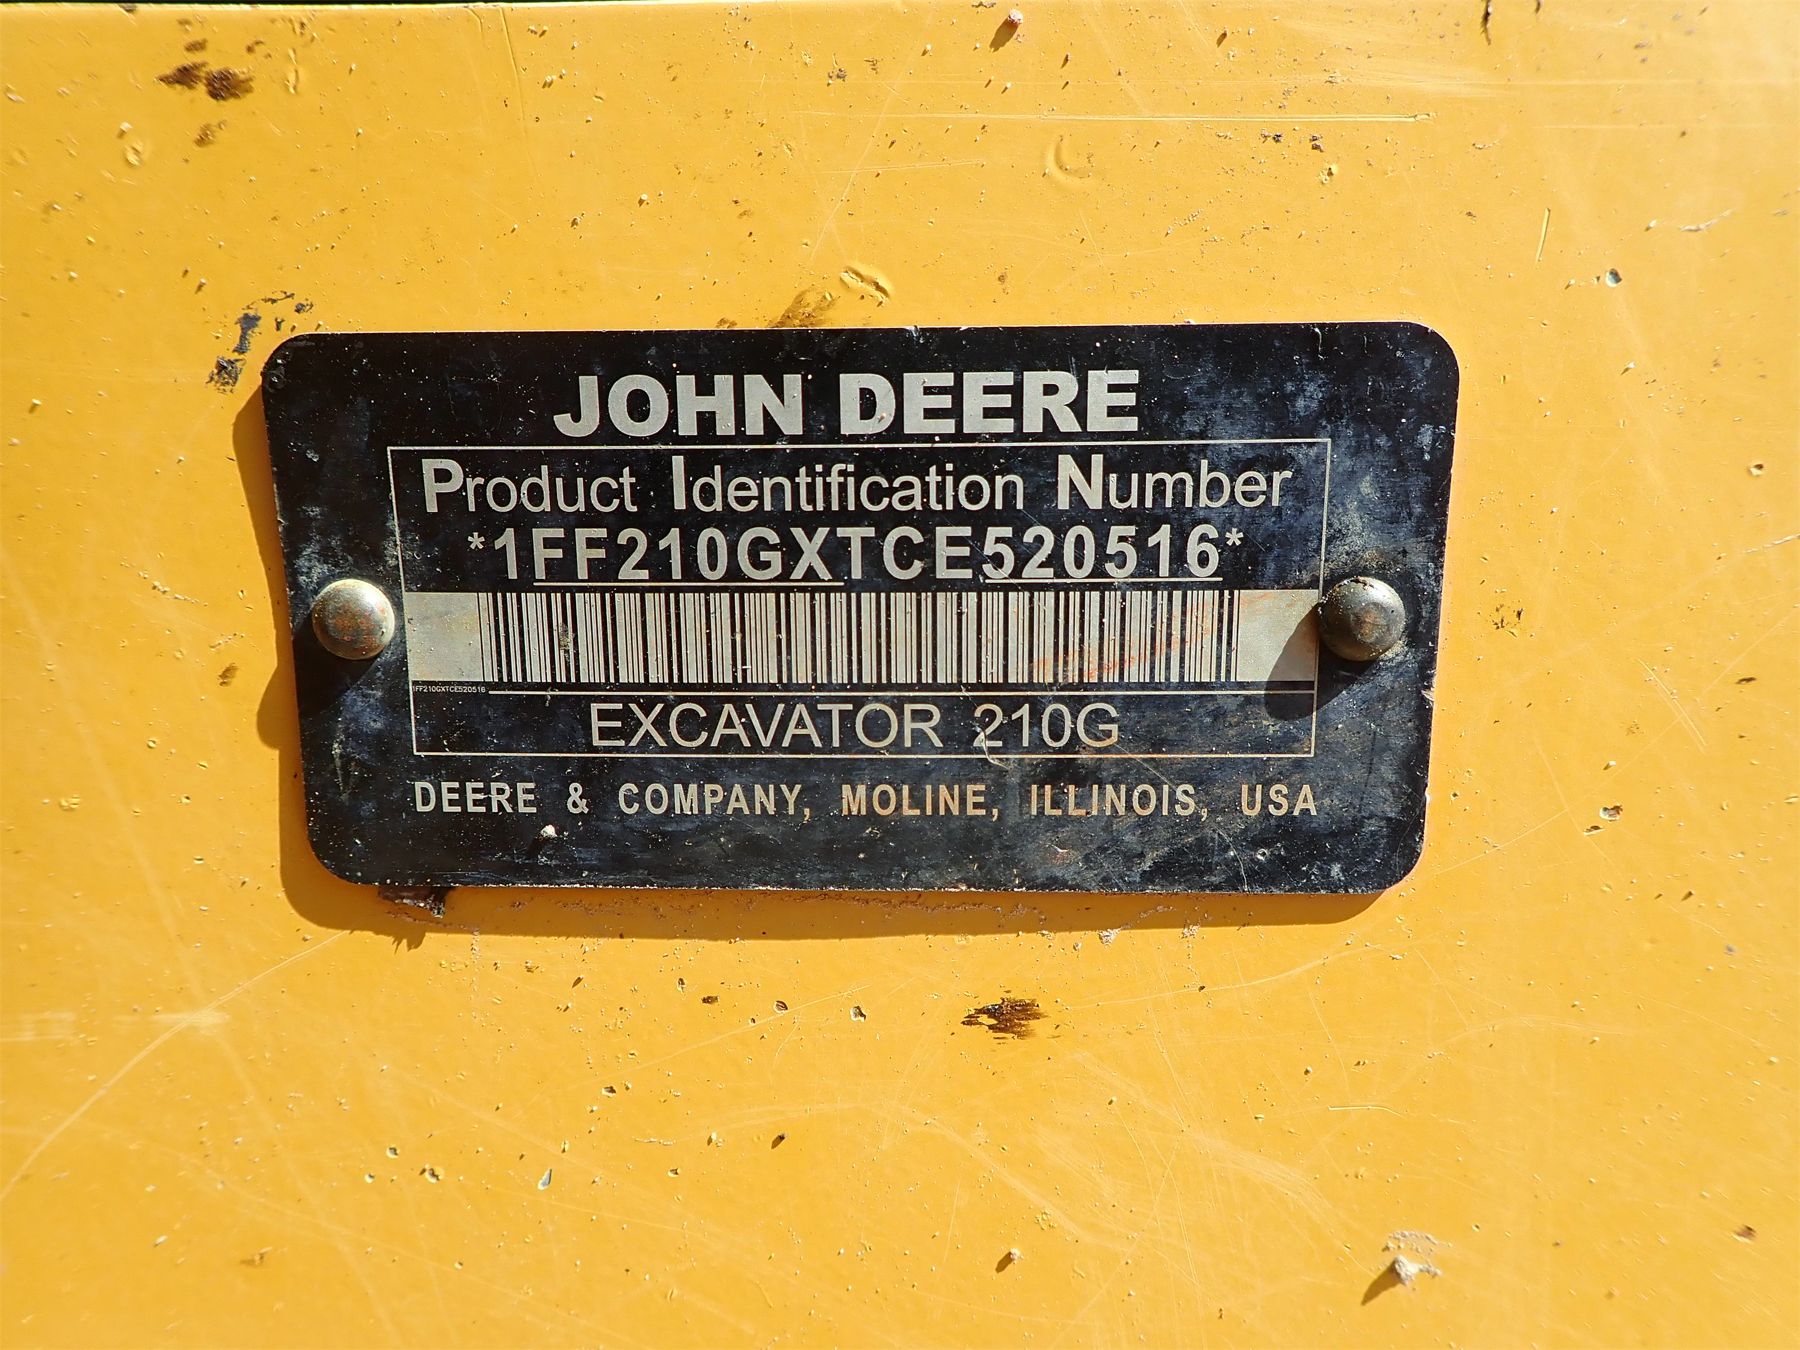 JOHN DEERE
Product Identification Number
*1FF210GXTCE520516*
1FF210GXTCE520516
EXCAVATOR 210G
DEERE & COMPANY, MOLINE, ILLINOIS, USA